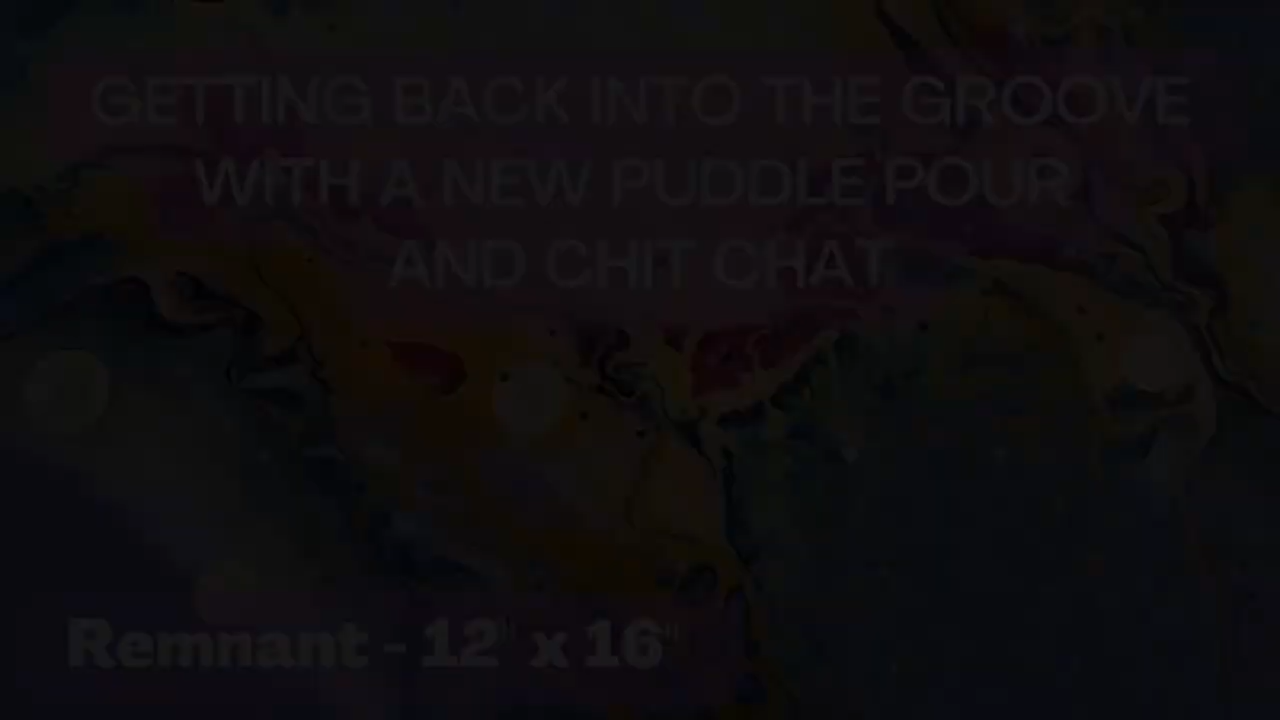 GETTING BACK INTO THE GROOVE
WITH A NEW PUDDLE POUR
AND CHIT CHAT
Remnant - 12" x 16"